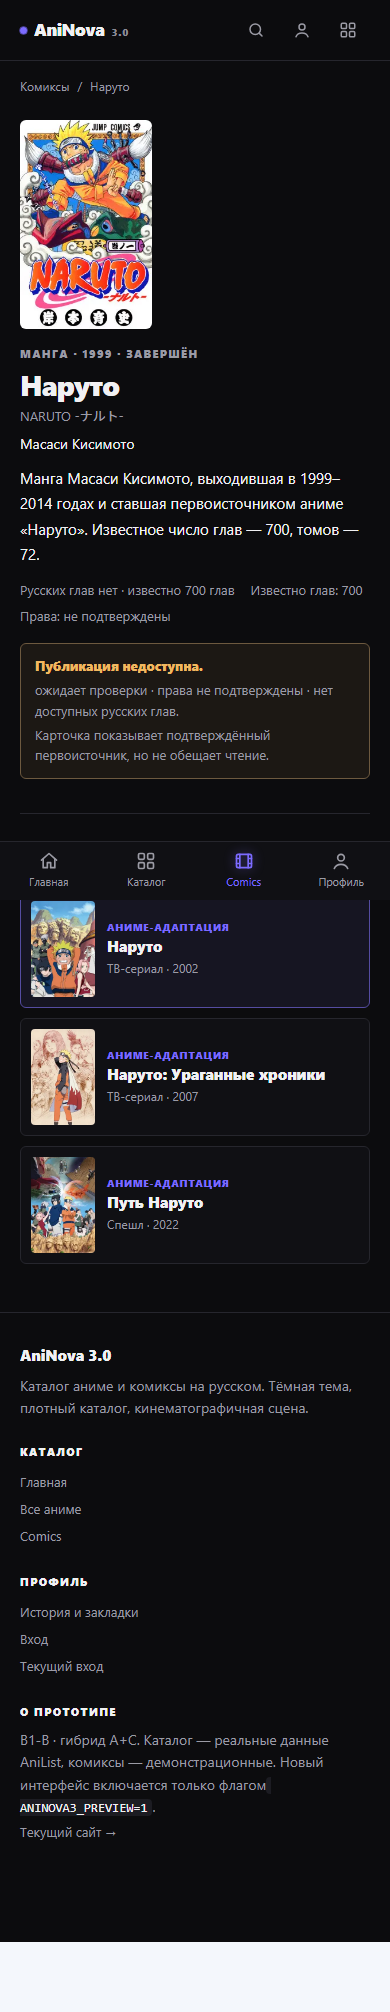 AniNova 3.0
Комиксы / Наруто
JUMP COMICS
巻ノ一
NARUTO
-ナルト-
岸本斉史
МАНГА · 1999 · ЗАВЕРШЁН
Наруто
NARUTO -ナルト-
Масаси Кисимото
Манга Масаси Кисимото, выходившая в 1999–
2014 годах и ставшая первоисточником аниме
«Наруто». Известное число глав — 700, томов —
72.
Русских глав нет · известно 700 глав Известно глав: 700
Права: не подтверждены
Публикация недоступна.
ожидает проверки · права не подтверждены · нет
доступных русских глав.
Карточка показывает подтверждённый
первоисточник, но не обещает чтение.
Главная Каталог Comics Профиль
АНИМЕ-АДАПТАЦИЯ
Наруто
ТВ-сериал · 2002
АНИМЕ-АДАПТАЦИЯ
Наруто: Ураганные хроники
ТВ-сериал · 2007
АНИМЕ-АДАПТАЦИЯ
Путь Наруто
Спешл · 2022
AniNova 3.0
Каталог аниме и комиксы на русском. Тёмная тема,
плотный каталог, кинематографичная сцена.
КАТАЛОГ
Главная
Все аниме
Comics
ПРОФИЛЬ
История и закладки
Вход
Текущий вход
О ПРОТОТИПЕ
B1-B · гибрид A+C. Каталог — реальные данные
AniList, комиксы — демонстрационные. Новый
интерфейс включается только флагом
ANINOVA3_PREVIEW=1.
Текущий сайт →